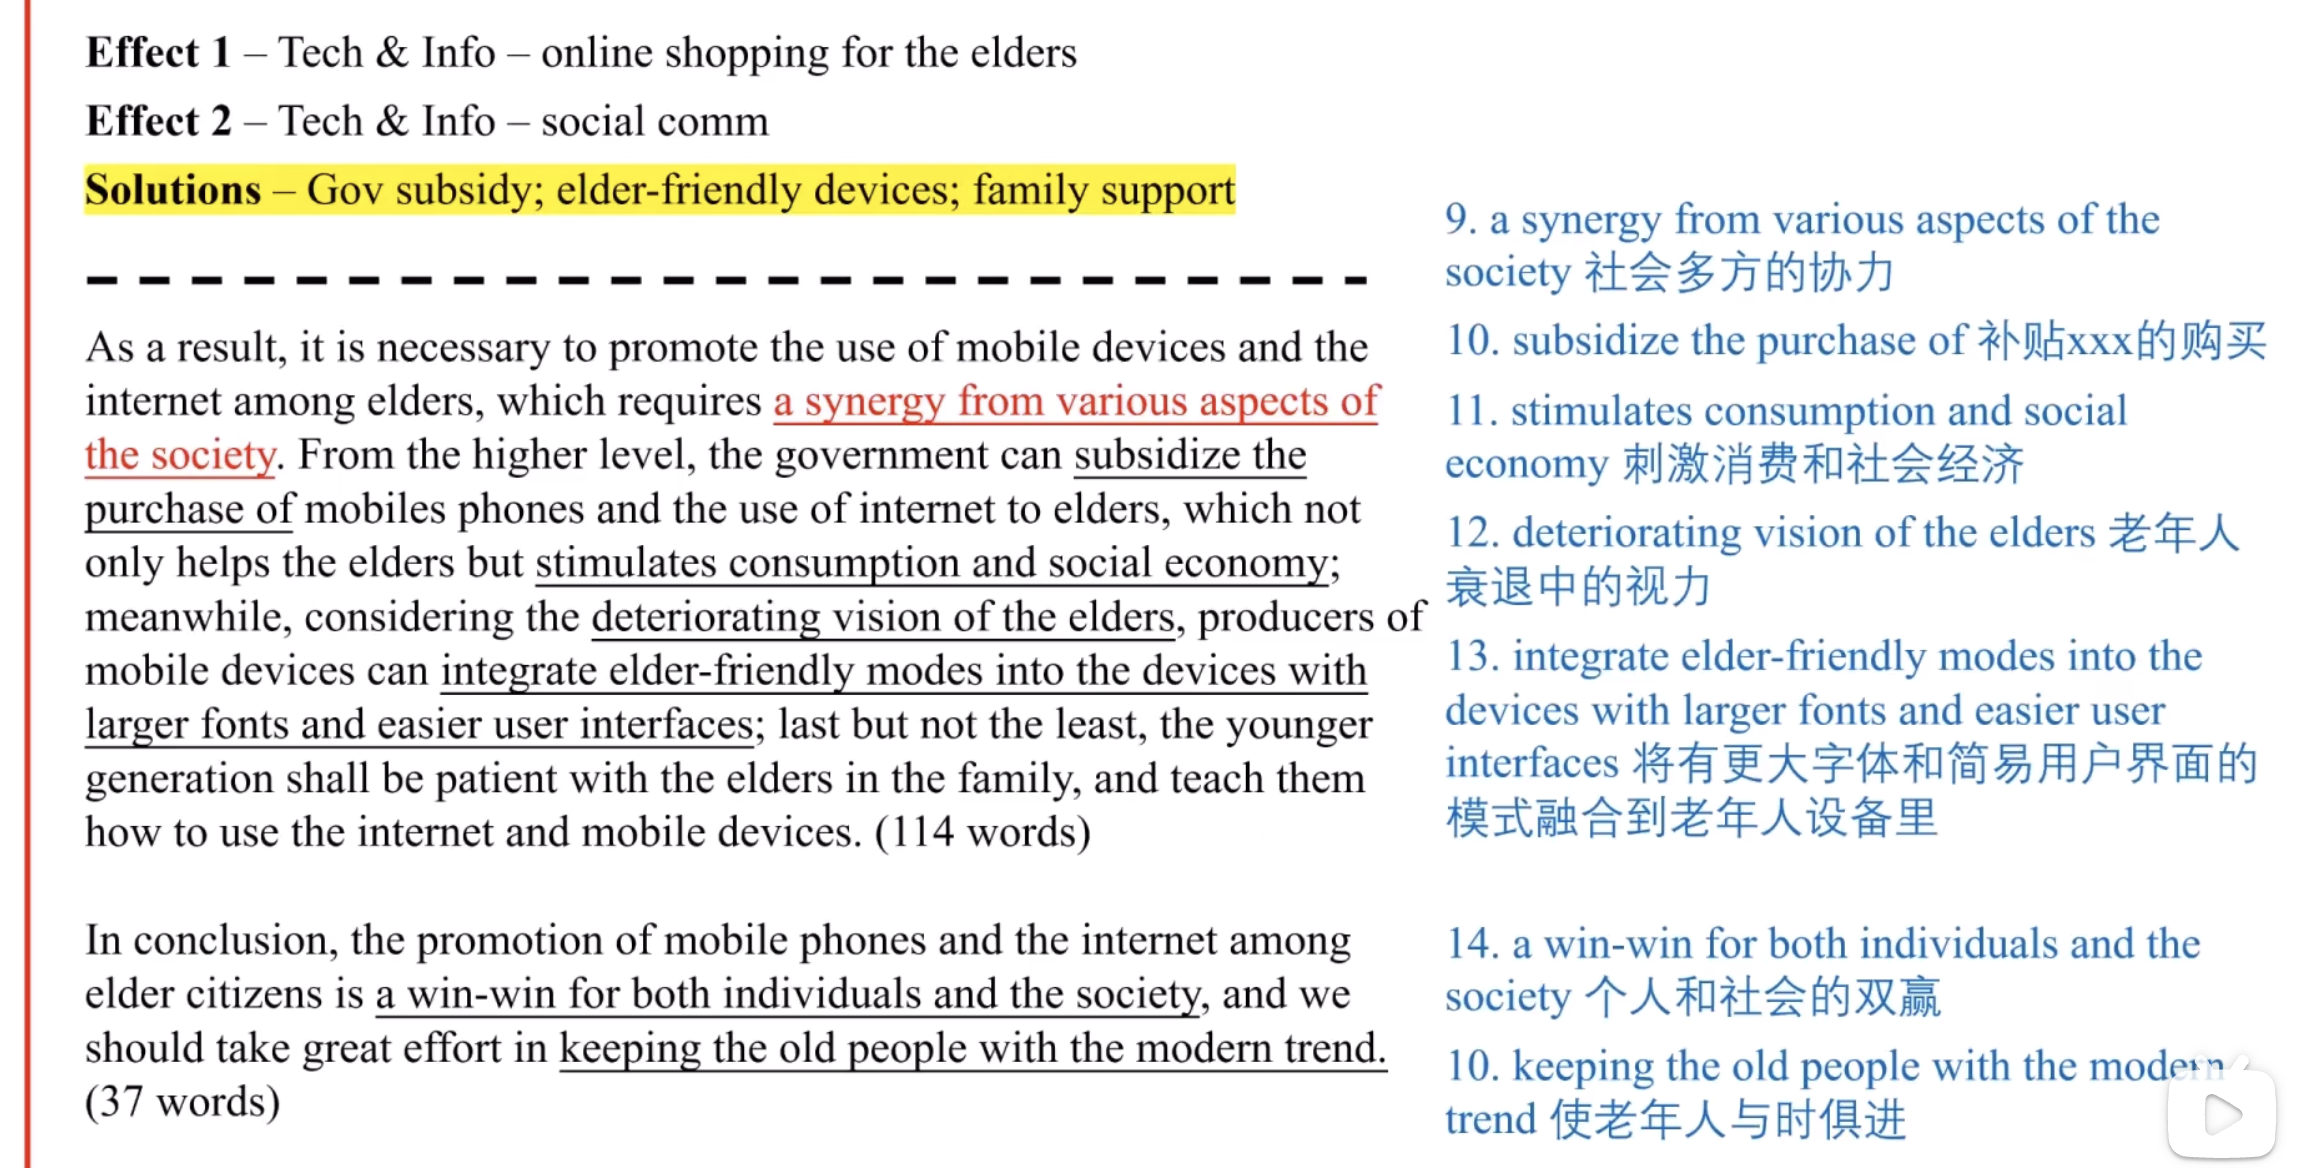 Effect 1 – Tech & Info – online shopping for the elders
Effect 2 – Tech & Info – social comm
Solutions – Gov subsidy; elder-friendly devices; family support
As a result, it is necessary to promote the use of mobile devices and the
internet among elders, which requires a synergy from various aspects of
the society. From the higher level, the government can subsidize the
purchase of mobiles phones and the use of internet to elders, which not
only helps the elders but stimulates consumption and social economy;
meanwhile, considering the deteriorating vision of the elders, producers of
mobile devices can integrate elder-friendly modes into the devices with
larger fonts and easier user interfaces; last but not the least, the younger
generation shall be patient with the elders in the family, and teach them
how to use the internet and mobile devices. (114 words)
In conclusion, the promotion of mobile phones and the internet among
elder citizens is a win-win for both individuals and the society, and we
should take great effort in keeping the old people with the modern trend.
(37 words)
9. a synergy from various aspects of the
society 社会多方的协力
10. subsidize the purchase of 补贴xxx的购买
11. stimulates consumption and social
economy 刺激消费和社会经济
12. deteriorating vision of the elders 老年人
衰退中的视力
13. integrate elder-friendly modes into the
devices with larger fonts and easier user
interfaces 将有更大字体和简易用户界面的
模式融合到老年人设备里
14. a win-win for both individuals and the
society 个人和社会的双赢
10. keeping the old people with the modern
trend 使老年人与时俱进